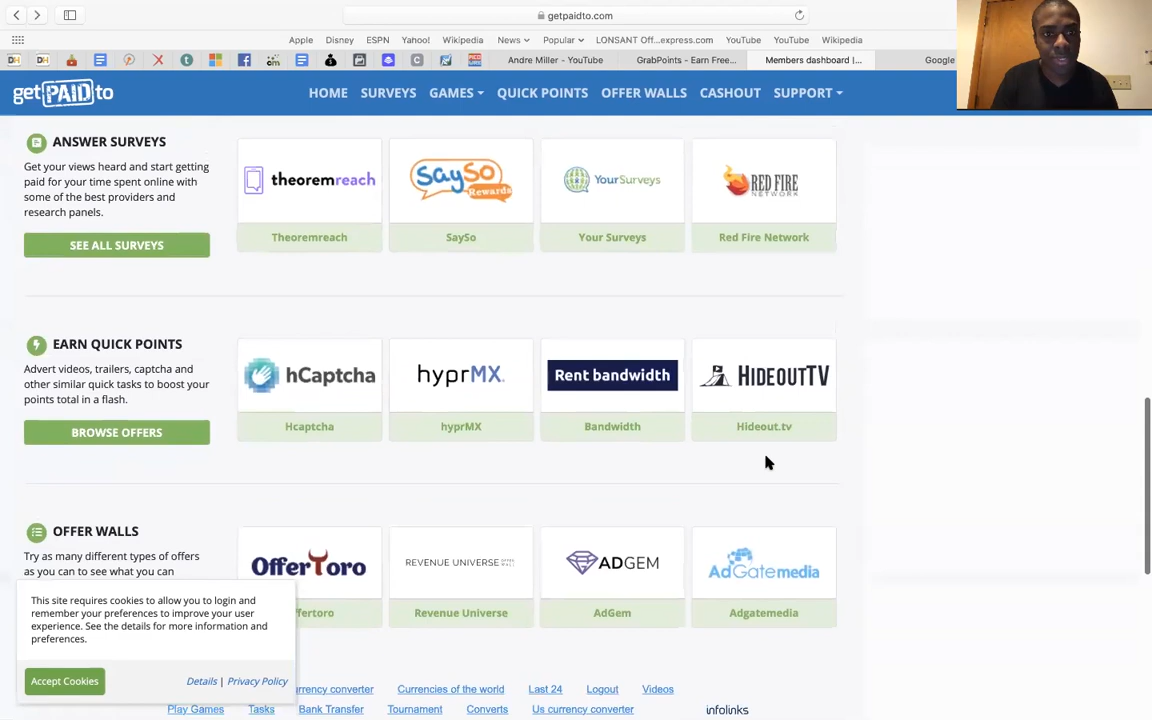 getpaidto.com
Apple Disney ESPN Yahoo! Wikipedia News Popular LONSANT Off...express.com YouTube YouTube Wikipedia
DH DH Andre Miller - YouTube GrabPoints - Earn Free... Members dashboard |... Google
get PAID to HOME SURVEYS GAMES QUICK POINTS OFFER WALLS CASHOUT SUPPORT
ANSWER SURVEYS
Get your views heard and start getting
paid for your time spent online with
some of the best providers and
research panels.
SEE ALL SURVEYS
theoremreach SaySo Rewards YourSurveys RED FIRE NETWORK
Theoremreach SaySo Your Surveys Red Fire Network
EARN QUICK POINTS
Advert videos, trailers, captcha and
other similar quick tasks to boost your
points total in a flash.
BROWSE OFFERS
hCaptcha hyprMX Rent bandwidth HIDEOUTTV
Hcaptcha hyprMX Bandwidth Hideout.tv
OFFER WALLS
Try as many different types of offers
as you can to see what you can
OfferToro REVENUE UNIVERSE ADGEM AdGatemedia
ffertoro Revenue Universe AdGem Adgatemedia
This site requires cookies to allow you to login and
remember your preferences to improve your user
experience. See the details for more information and
preferences.
Accept Cookies Details | Privacy Policy
rrency converter Currencies of the world Last 24 Logout Videos
Play Games Tasks Bank Transfer Tournament Converts Us currency converter infolinks